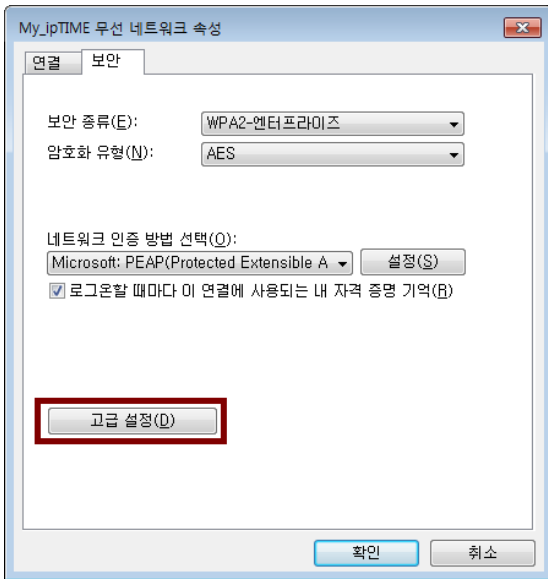 My_ipTIME 무선 네트워크 속성
연결 보안
보안 종류(E): WPA2-엔터프라이즈
암호화 유형(N): AES
네트워크 인증 방법 선택(O):
Microsoft: PEAP(Protected Extensible A 설정(S)
로그온할 때마다 이 연결에 사용되는 내 자격 증명 기억(R)
고급 설정(D)
확인 취소